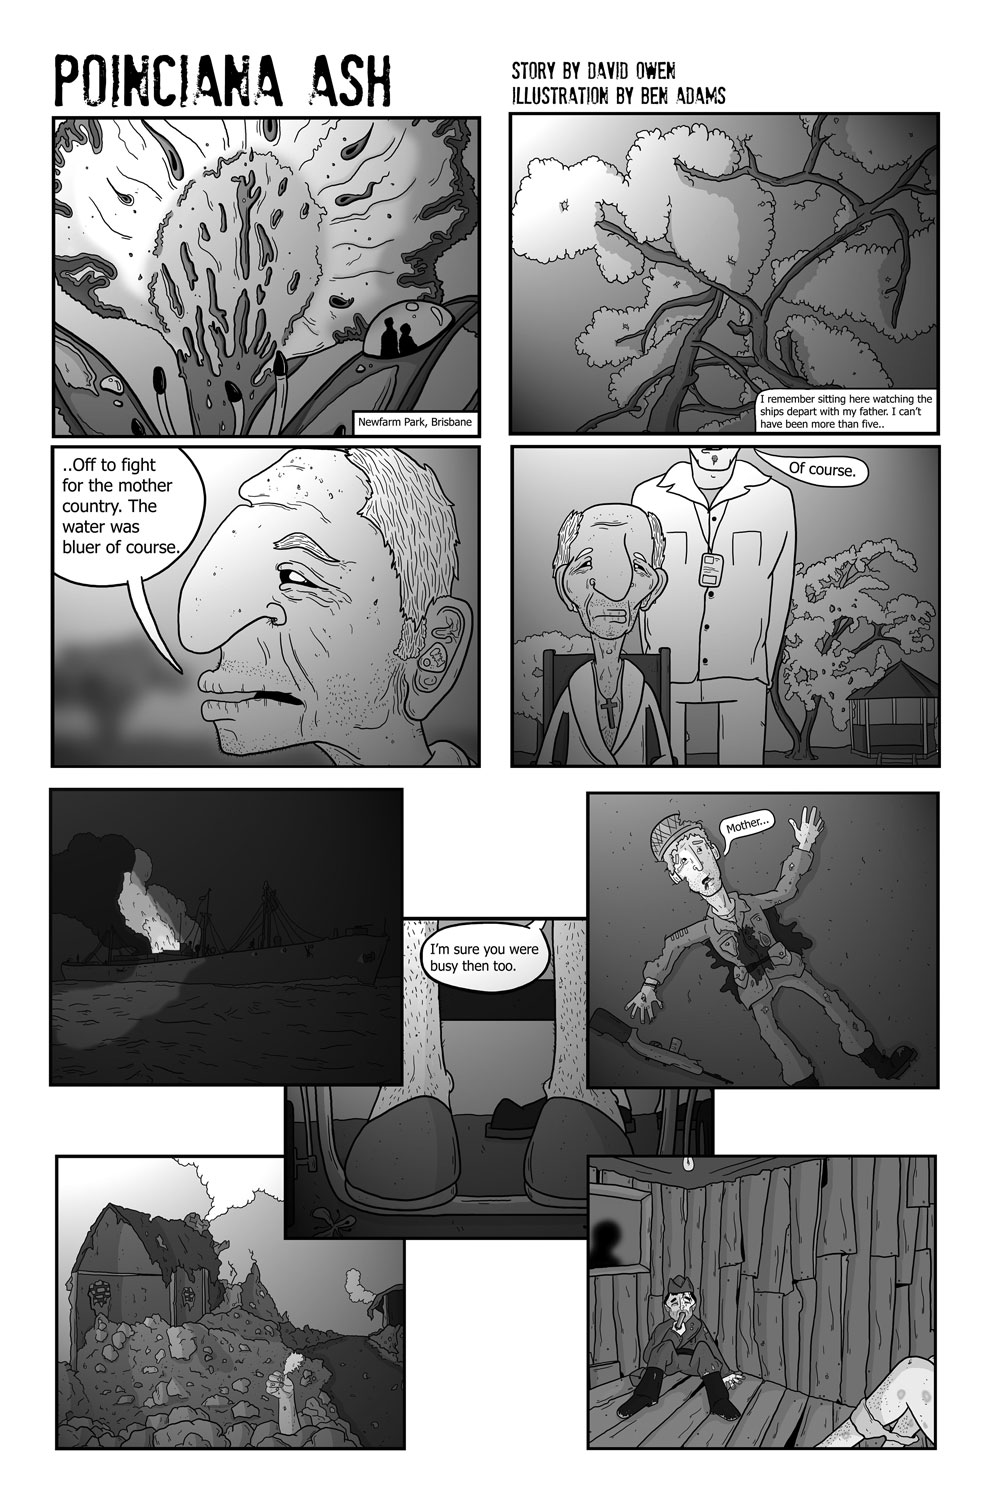 POINCIANA ASH
STORY BY DAVID OWEN
ILLUSTRATION BY BEN ADAMS
Newfarm Park, Brisbane
I remember sitting here watching the
ships depart with my father. I can't
have been more than five..
..Off to fight
for the mother
country. The
water was
bluer of course.
Of course.
I'm sure you were
busy then too.
Mother...